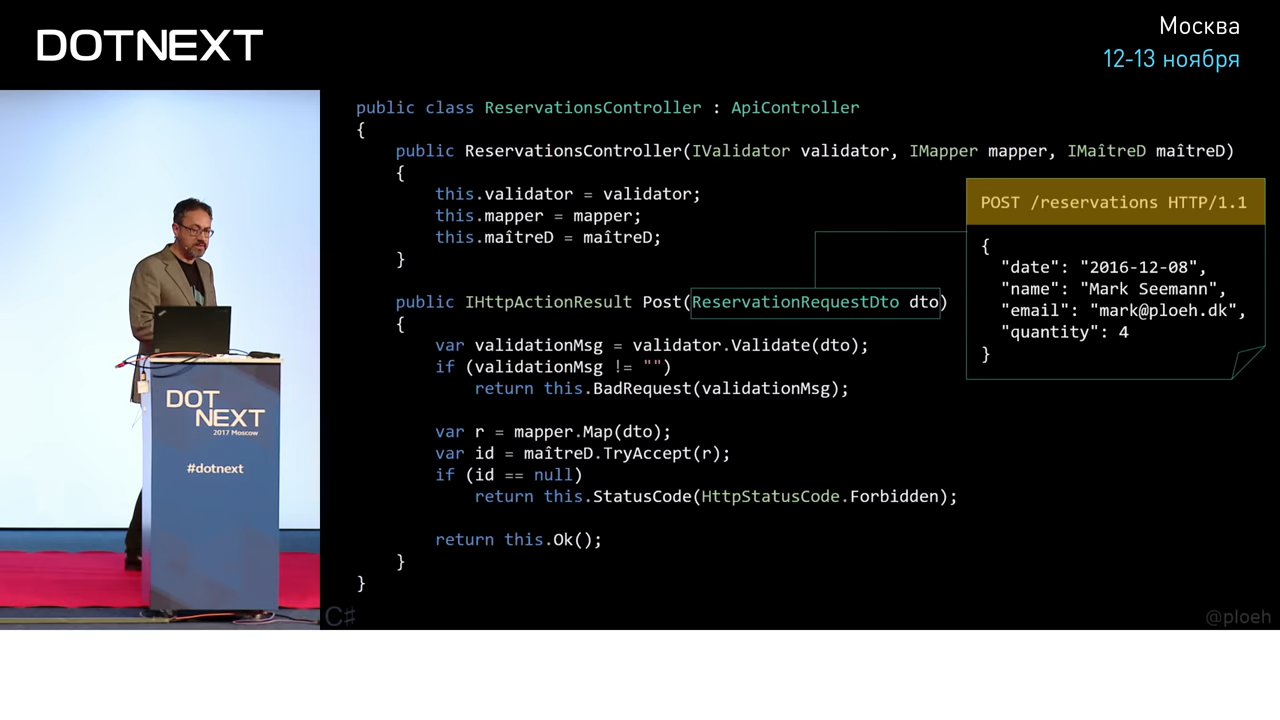 DOTNEXT
Москва
12-13 ноября
public class ReservationsController : ApiController
{
public ReservationsController(IValidator validator, IMapper mapper, IMaîtreD maîtreD)
{
this.validator = validator;
this.mapper = mapper;
this.maîtreD = maîtreD;
}
public IHttpActionResult Post(ReservationRequestDto dto)
{
var validationMsg = validator.Validate(dto);
if (validationMsg != "")
return this.BadRequest(validationMsg);
var r = mapper.Map(dto);
var id = maîtreD.TryAccept(r);
if (id == null)
return this.StatusCode(HttpStatusCode.Forbidden);
return this.Ok();
}
}
POST /reservations HTTP/1.1
{
"date": "2016-12-08",
"name": "Mark Seemann",
"email": "mark@ploeh.dk",
"quantity": 4
}
DOT
NEXT
2017 Moscow
#dotnext
C#
@ploeh